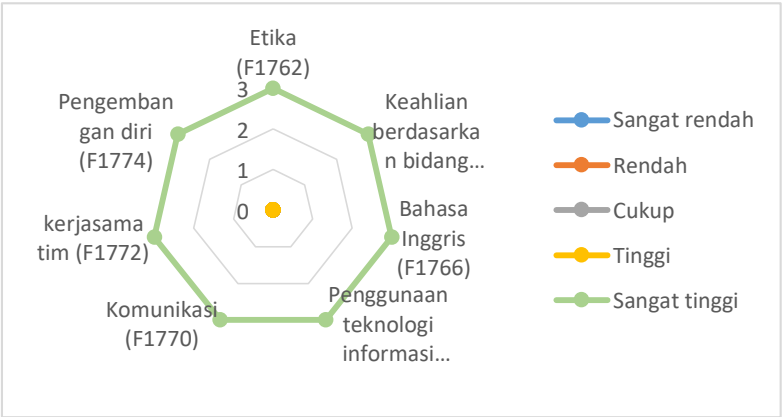 Etika
(F1762)
3
2
1
0
Keahlian
berdasarka
n bidang...
Bahasa
Inggris
(F1766)
Penggunaan
teknologi
informasi...
Komunikasi
(F1770)
kerjasama
tim (F1772)
Pengemban
gan diri
(F1774)
Sangat rendah
Rendah
Cukup
Tinggi
Sangat tinggi